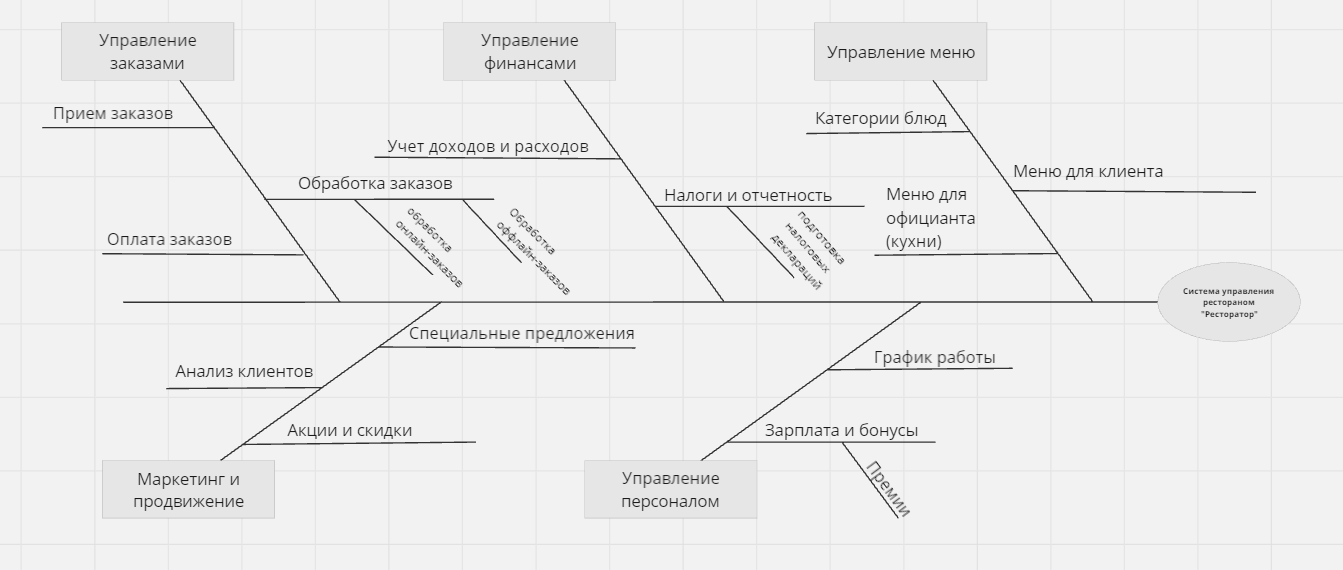 Управление
заказами
Управление
финансами
Управление меню
Прием заказов
Категории блюд
Учет доходов и расходов
Меню для клиента
Обработка заказов
Налоги и отчетность
Меню для
официанта
(кухни)
обработка
онлайн-заказов
Обработка
оффлайн-заказов
подготовка
налоговых
деклараций
Оплата заказов
Система управления
рестораном
"Ресторатор"
Специальные предложения
График работы
Анализ клиентов
Акции и скидки
Зарплата и бонусы
Премии
Маркетинг и
продвижение
Управление
персоналом